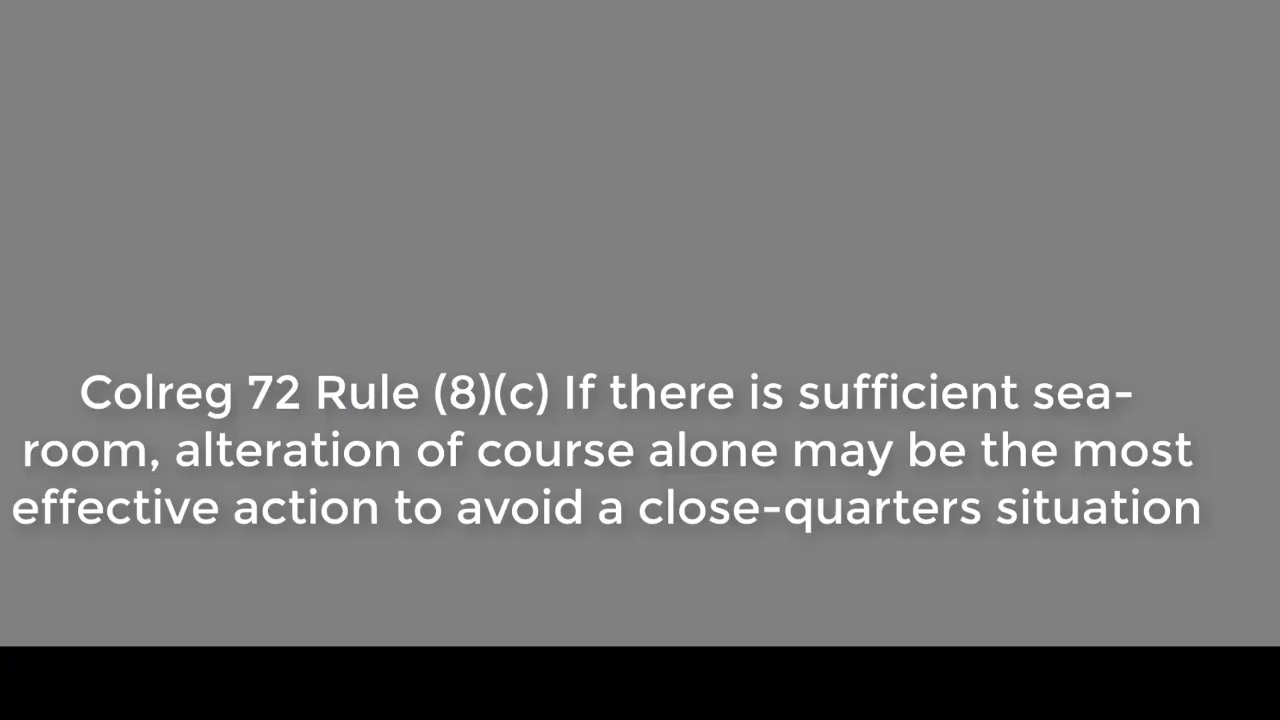 Colreg 72 Rule (8)(c) If there is sufficient sea-
room, alteration of course alone may be the most
effective action to avoid a close-quarters situation